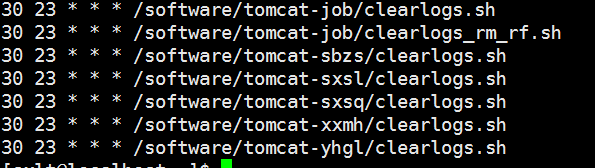 30 23 * * * /software/tomcat-job/clearlogs.sh
30 23 * * * /software/tomcat-job/clearlogs_rm_rf.sh
30 23 * * * /software/tomcat-sbzs/clearlogs.sh
30 23 * * * /software/tomcat-sxsl/clearlogs.sh
30 23 * * * /software/tomcat-sxsq/clearlogs.sh
30 23 * * * /software/tomcat-xxmh/clearlogs.sh
30 23 * * * /software/tomcat-yhgl/clearlogs.sh